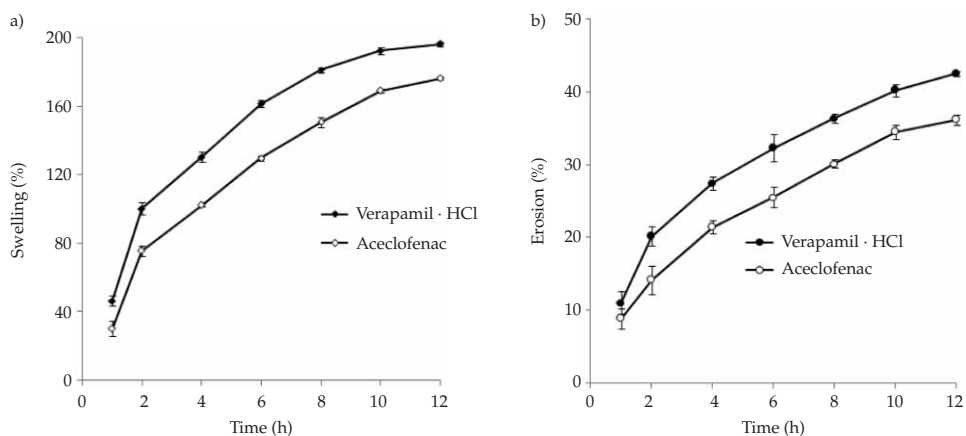 a)
200
160
120
80
40
0
Swelling (%)
Verapamil · HCl
Aceclofenac
0 2 4 6 8 10 12
Time (h)
b)
50
40
30
20
10
0
Erosion (%)
Verapamil · HCl
Aceclofenac
0 2 4 6 8 10 12
Time (h)